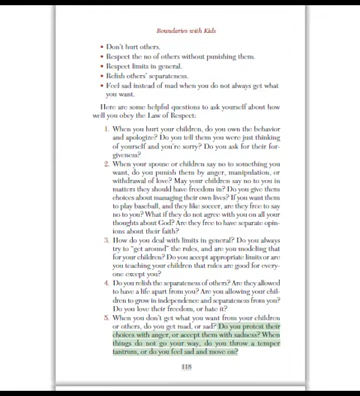 Boundaries with Kids
• Don't hurt others.
• Respect the no of others without punishing them.
• Respect limits in general.
• Relish others' separateness.
• Feel sad instead of mad when you do not always get what
you want.
Here are some helpful questions to ask yourself about how
well you obey the Law of Respect:
1. When you hurt your children, do you own the behavior
and apologize? Do you tell them you were just thinking
of yourself and you're sorry? Do you ask for their for-
giveness?
2. When your spouse or children say no to something you
want, do you punish them by anger, manipulation, or
withdrawal of love? May your children say no to you in
matters they should have freedom in? Do you give them
choices about managing their own lives? If you want them
to play baseball, and they like soccer, are they free to say
no to you? What if they do not agree with you on all your
thoughts about God? Are they free to have separate opin-
ions about their faith?
3. How do you deal with limits in general? Do you always
try to "get around" the rules, and are you modeling that
for your children? Do you accept appropriate limits or are
you teaching your children that rules are good for every-
one except you?
4. Do you relish the separateness of others? Are they allowed
to have a life apart from you? Are you allowing your chil-
dren to grow in independence and separateness from you?
Do you love their freedom, or hate it?
5. When you don't get what you want from your children
or others, do you get mad, or sad? Do you protest their
choices with anger, or accept them with sadness? When
things do not go your way, do you throw a temper
tantrum, or do you feel sad and move on?
118